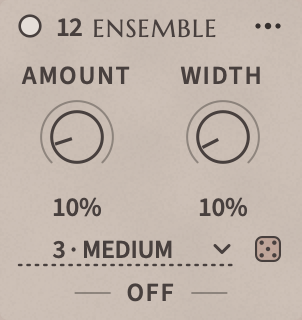 12 ENSEMBLE •••
AMOUNT WIDTH
10% 10%
3 · MEDIUM
OFF